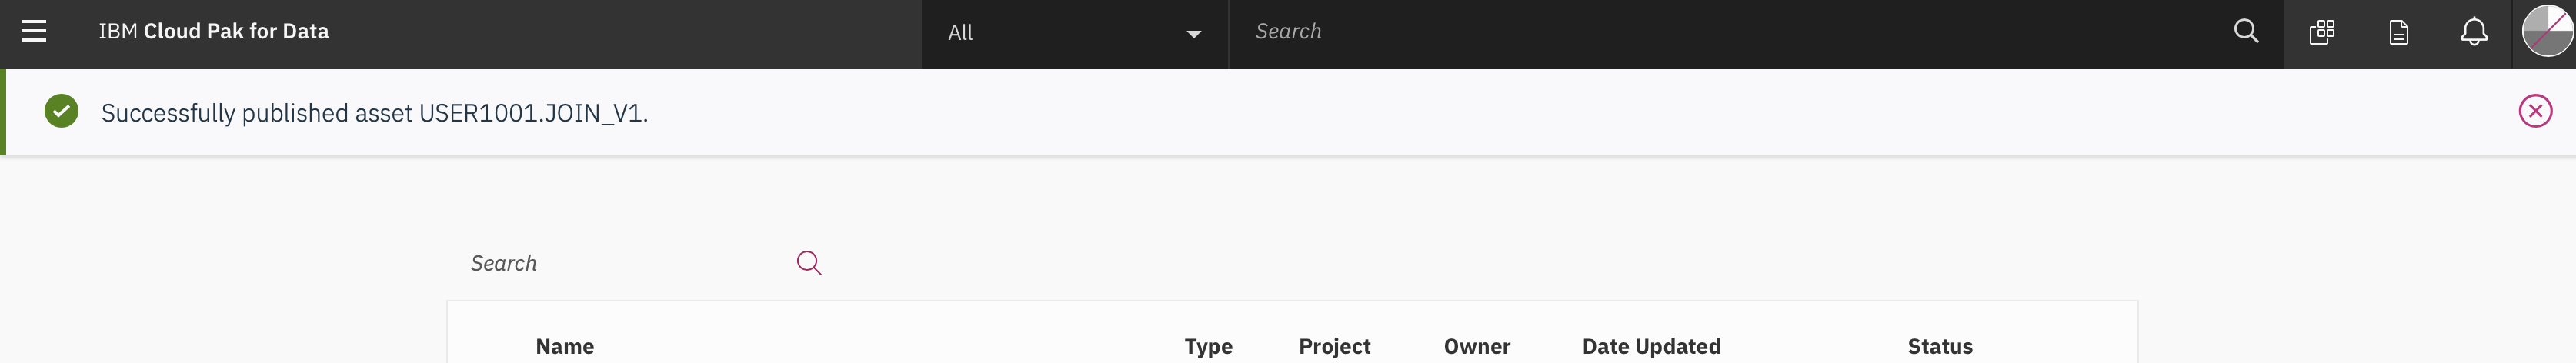 IBM Cloud Pak for Data All Search
Successfully published asset USER1001.JOIN_V1.
Search
Name Type Project Owner Date Updated Status